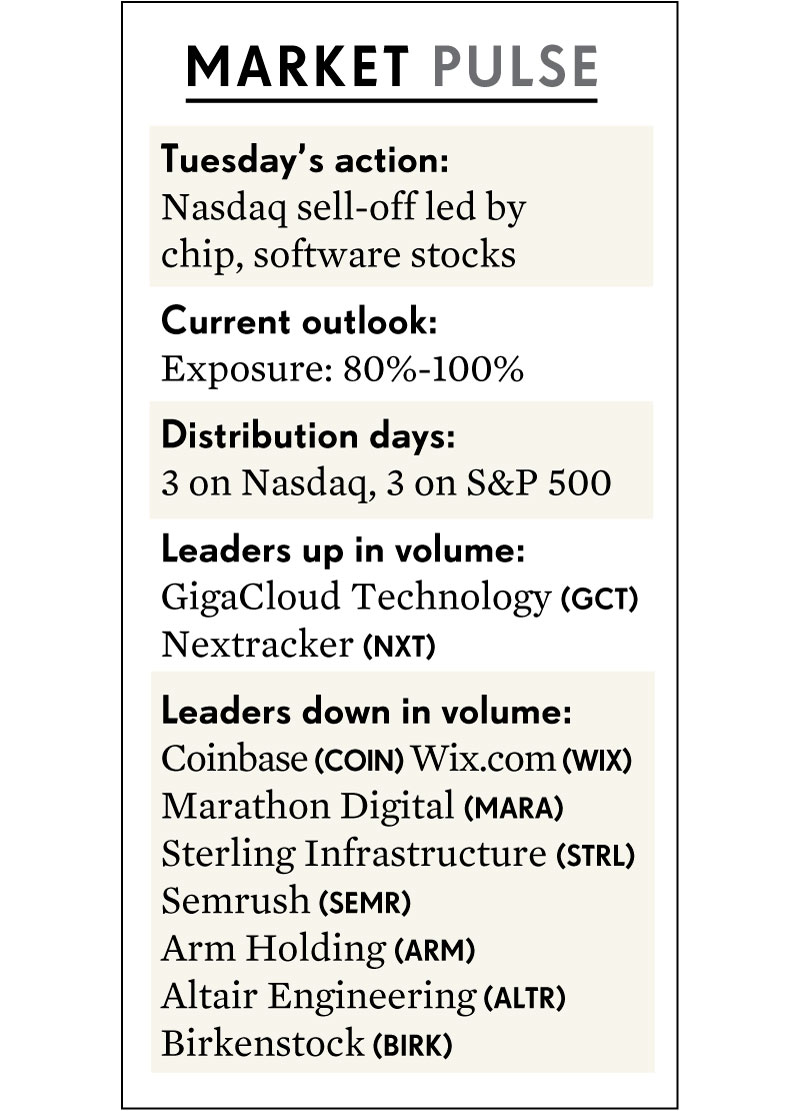 MARKET PULSE
Tuesday’s action:
Nasdaq sell-off led by
chip, software stocks
Current outlook:
Exposure: 80%-100%
Distribution days:
3 on Nasdaq, 3 on S&P 500
Leaders up in volume:
GigaCloud Technology (GCT)
Nextracker (NXT)
Leaders down in volume:
Coinbase (COIN) Wix.com (WIX)
Marathon Digital (MARA)
Sterling Infrastructure (STRL)
Semrush (SEMR)
Arm Holding (ARM)
Altair Engineering (ALTR)
Birkenstock (BIRK)